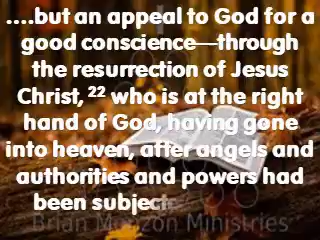 ....but an appeal to God for a
good conscience—through
the resurrection of Jesus
Christ, 22 who is at the right
hand of God, having gone
into heaven, after angels and
authorities and powers had
been subjec
Ministries